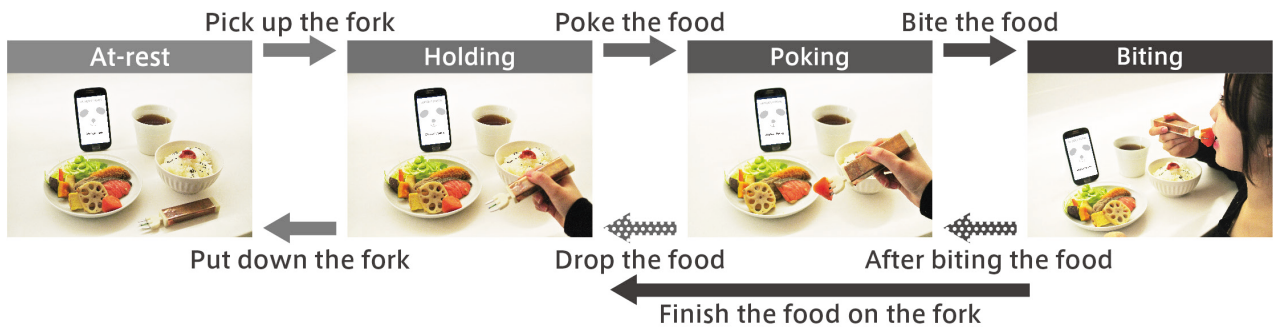 Pick up the fork
Poke the food
Bite the food
At-rest
Holding
Poking
Biting
Put down the fork
Drop the food
After biting the food
Finish the food on the fork